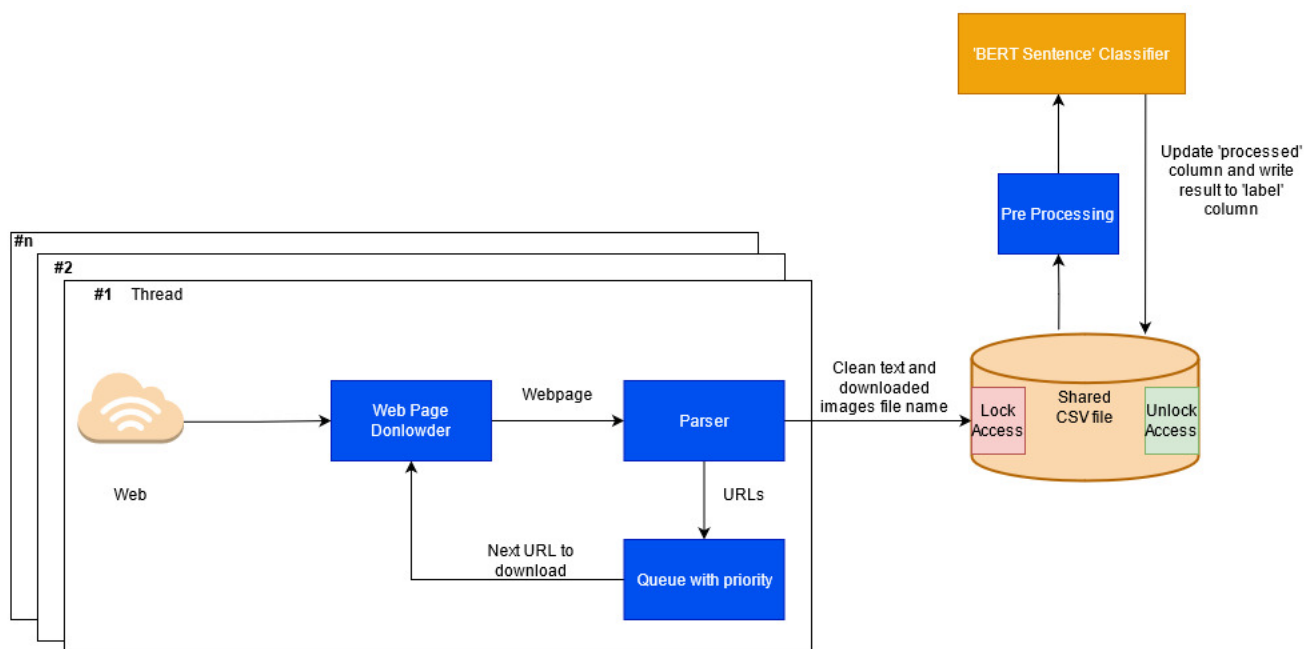 'BERT Sentence' Classifier
Update 'processed'
column and write
result to 'label'
column
Pre Processing
#n
#2
#1 Thread
Web
Web Page
Donlowder
Webpage
Parser
Clean text and
downloaded
images file name
URLs
Next URL to
download
Queue with priority
Lock
Access
Shared
CSV file
Unlock
Access